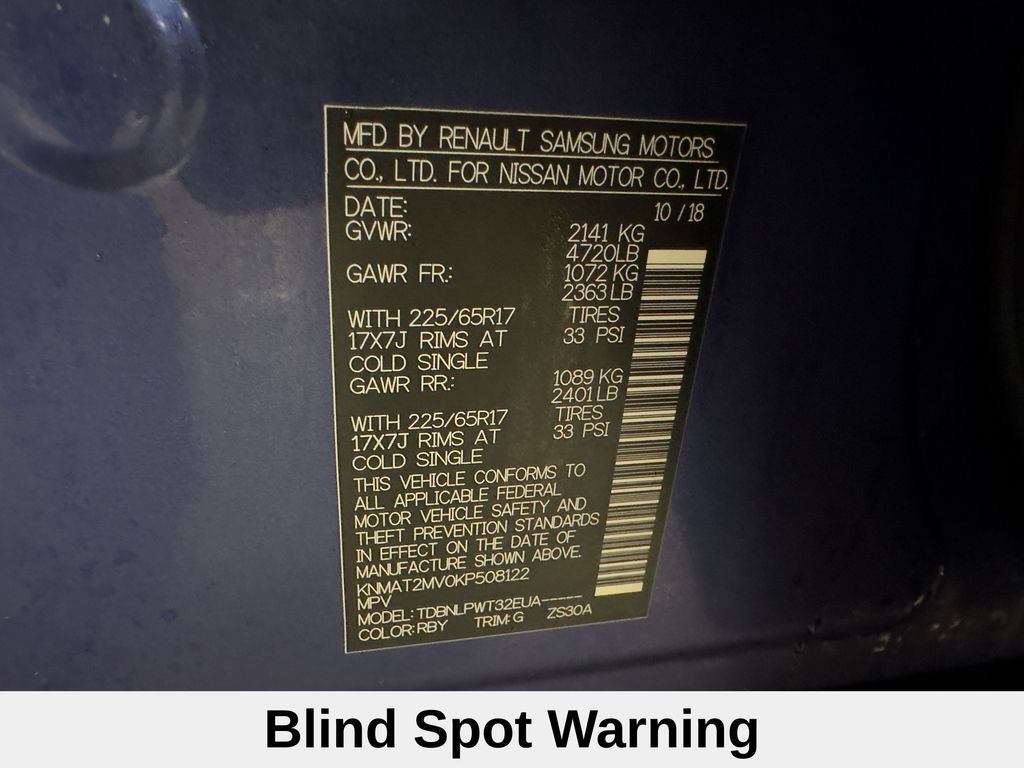 MFD BY RENAULT SAMSUNG MOTORS
CO., LTD. FOR NISSAN MOTOR CO., LTD.
DATE: 10 / 18
GVWR: 2141 KG
4720LB
GAWR FR.: 1072 KG
2363 LB
WITH 225/65R17 TIRES
17X7J RIMS AT 33 PSI
COLD SINGLE
GAWR RR.: 1089 KG
2401 LB
WITH 225/65R17 TIRES
17X7J RIMS AT 33 PSI
COLD SINGLE
THIS VEHICLE CONFORMS TO
ALL APPLICABLE FEDERAL
MOTOR VEHICLE SAFETY AND
THEFT PREVENTION STANDARDS
IN EFFECT ON THE DATE OF
MANUFACTURE SHOWN ABOVE.
KNMAT2MV0KP508122
MPV
MODEL: TDBNLPWT32EUA-----
COLOR: RBY TRIM: G ZS30A
Blind Spot Warning